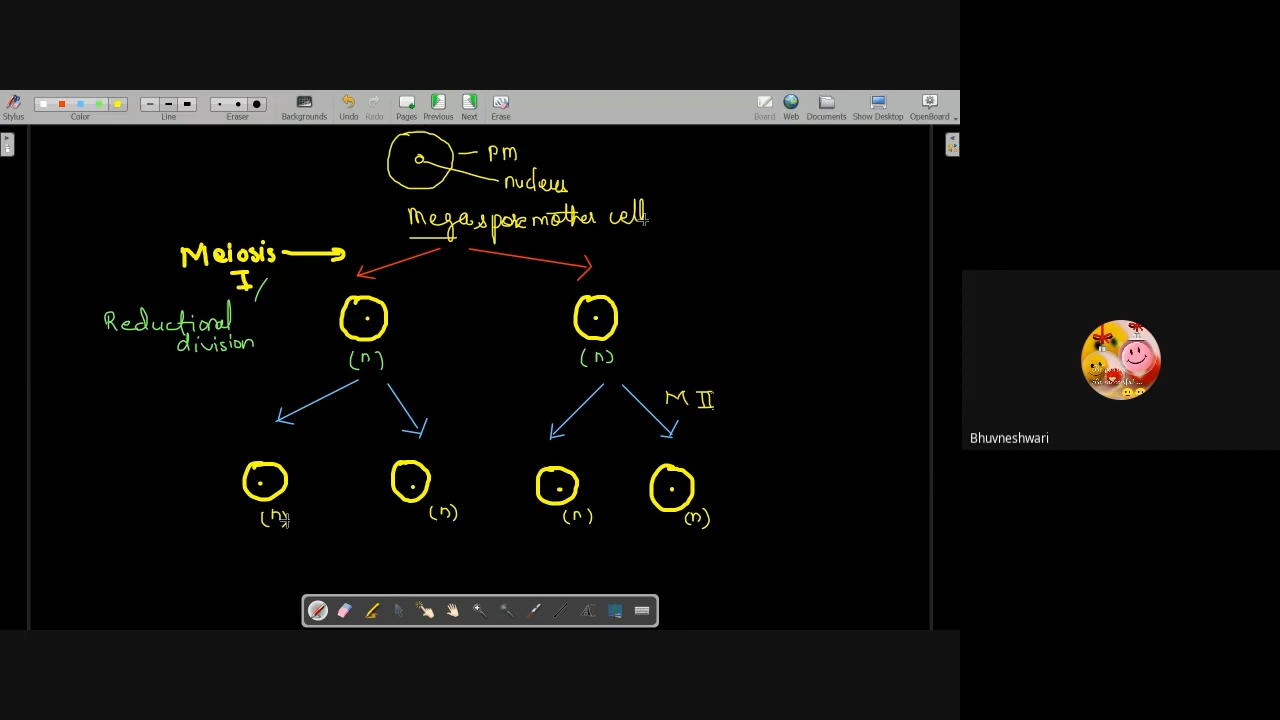 Stylus
Color
Line
Eraser
Backgrounds
Undo
Redo
Pages
Previous
Next
Erase
Board
Web
Documents
Show Desktop
OpenBoard
pm
nucleus
Megaspore mother cell
Meiosis
I
Reductional
division
(n)
(n)
M II
(n)
(n)
(n)
(n)
Bhuvneshwari